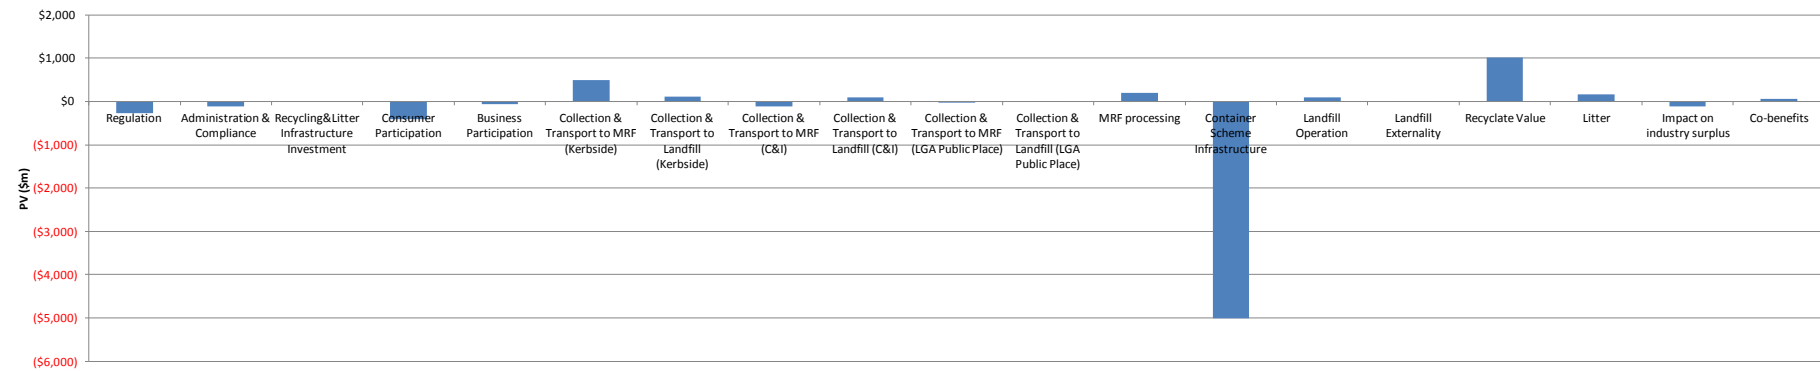 $2,000
$1,000
$0
($1,000)
($2,000)
($3,000)
($4,000)
($5,000)
($6,000)
PV ($m)
Regulation
Administration &
Compliance
Recycling&Litter
Infrastructure
Investment
Consumer
Participation
Business
Participation
Collection &
Transport to MRF
(Kerbside)
Collection &
Transport to
Landfill
(Kerbside)
Collection &
Transport to MRF
(C&I)
Collection &
Transport to
Landfill (C&I)
Collection &
Transport to MRF
(LGA Public Place)
Collection &
Transport to
Landfill (LGA
Public Place)
MRF processing
Container
Scheme
Infrastructure
Landfill
Operation
Landfill
Externality
Recyclate Value
Litter
Impact on
industry surplus
Co-benefits